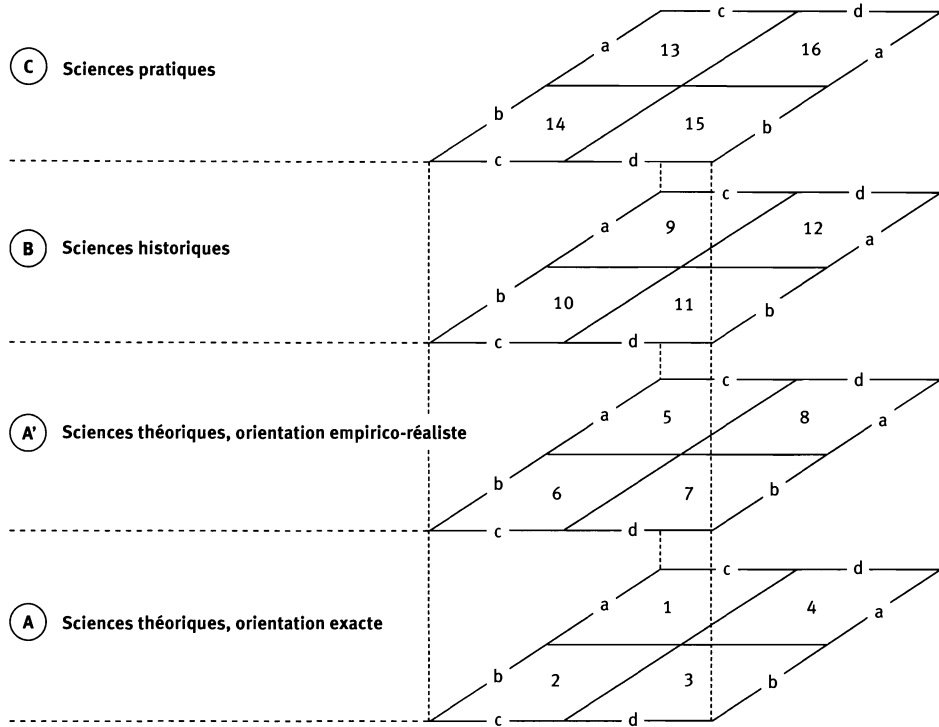 c d
a 13 16 a
C Sciences pratiques
b 14 15 b
c d
c d
a 9 12 a
B Sciences historiques
b 10 11 b
c d
c d
a 5 8 a
A' Sciences théoriques, orientation empirico-réaliste
b 6 7 b
c d
c d
a 1 4 a
A Sciences théoriques, orientation exacte
b 2 3 b
c d